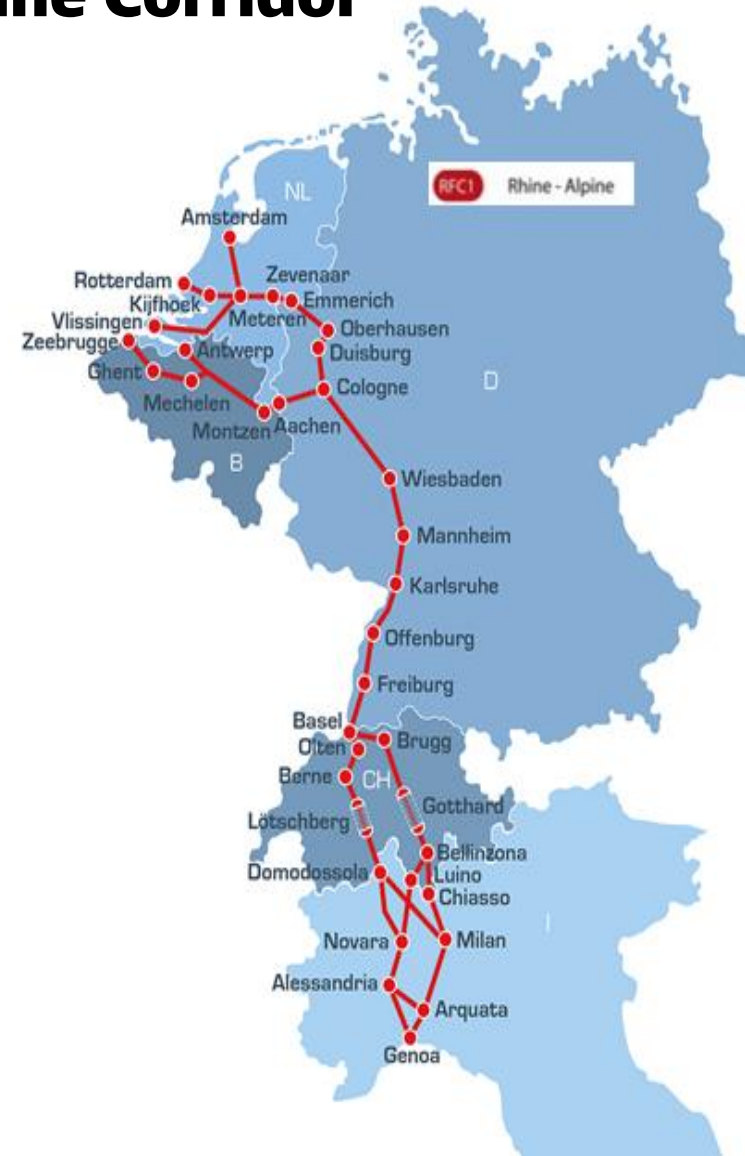 ine Corridor
RFC1 Rhine - Alpine
NL
Amsterdam
Rotterdam
Zevenaar
Kijfhoek
Emmerich
Vlissingen
Meteren
Oberhausen
Zeebrugge
Antwerp
Duisburg
Ghent
D
Cologne
Mechelen
Montzen
Aachen
B
Wiesbaden
Mannheim
Karlsruhe
Offenburg
Freiburg
Basel
Brugg
Olten
Berne
CH
Gotthard
Lötschberg
Bellinzona
Domodossola
Luino
Chiasso
I
Novara
Milan
Alessandria
Arquata
Genoa